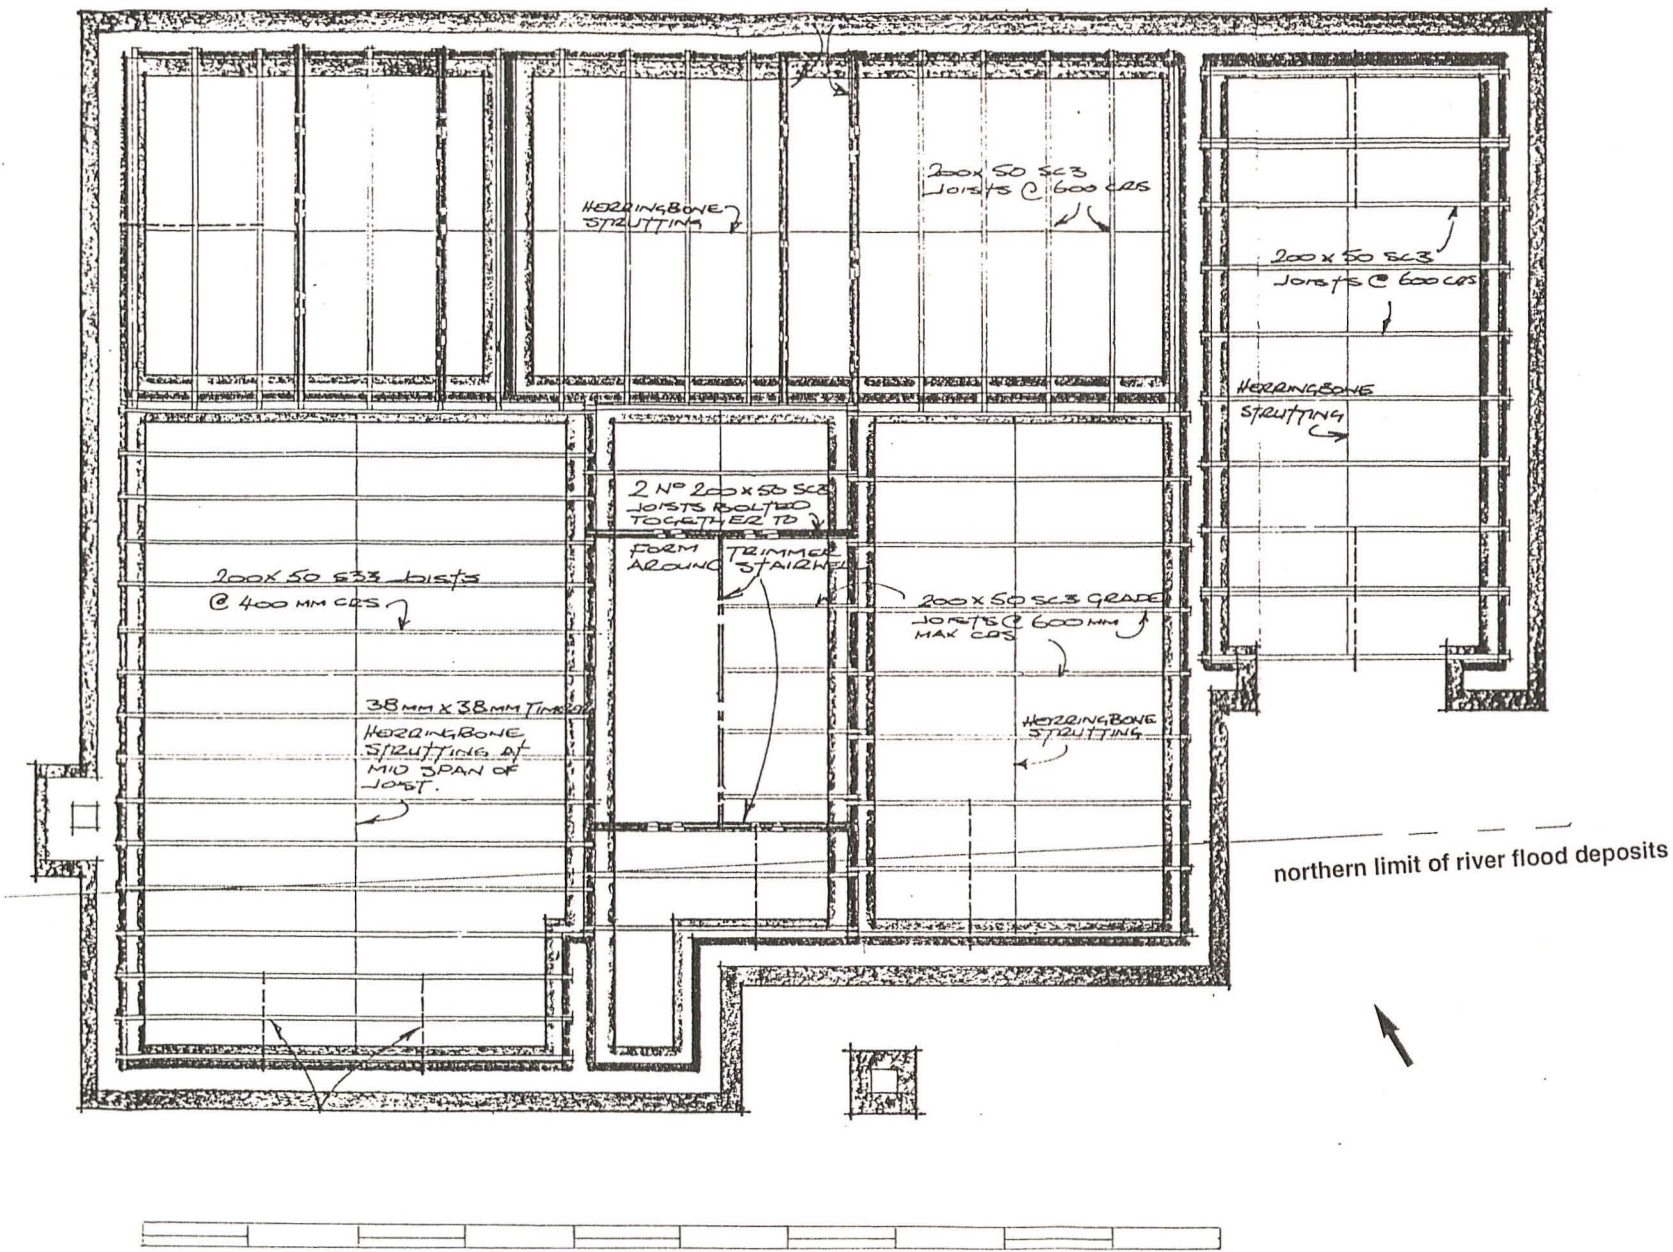 200 x 50 SC3
JOISTS @ 600 CRS
HERRINGBONE
STRUTTING
200 x 50 SC3
JOISTS @ 600 CRS
HERRINGBONE
STRUTTING
2 No 200 x 50 SC3
JOISTS BOLTED
TOGETHER TO
FORM TRIMMER
AROUND STAIRWELL
200 x 50 S33 JOISTS
@ 400 MM CRS
200 x 50 SC3 GRADE
JOISTS @ 600 MM
MAX CRS
38 MM x 38 MM TIMBER
HERRINGBONE
STRUTTING AT
MID SPAN OF
JOIST.
HERRINGBONE
STRUTTING
northern limit of river flood deposits